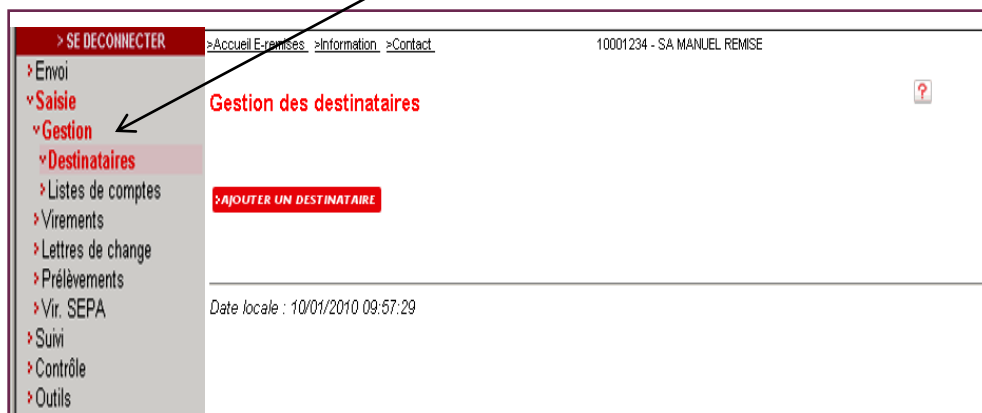 > SE DECONNECTER
>Accueil E-remises >Information >Contact
10001234 - SA MANUEL REMISE
Envoi
Saisie
Gestion
Destinataires
Listes de comptes
Virements
Lettres de change
Prélèvements
Vir. SEPA
Suivi
Contrôle
Outils
Gestion des destinataires
?
AJOUTER UN DESTINATAIRE
Date locale : 10/01/2010 09:57:29